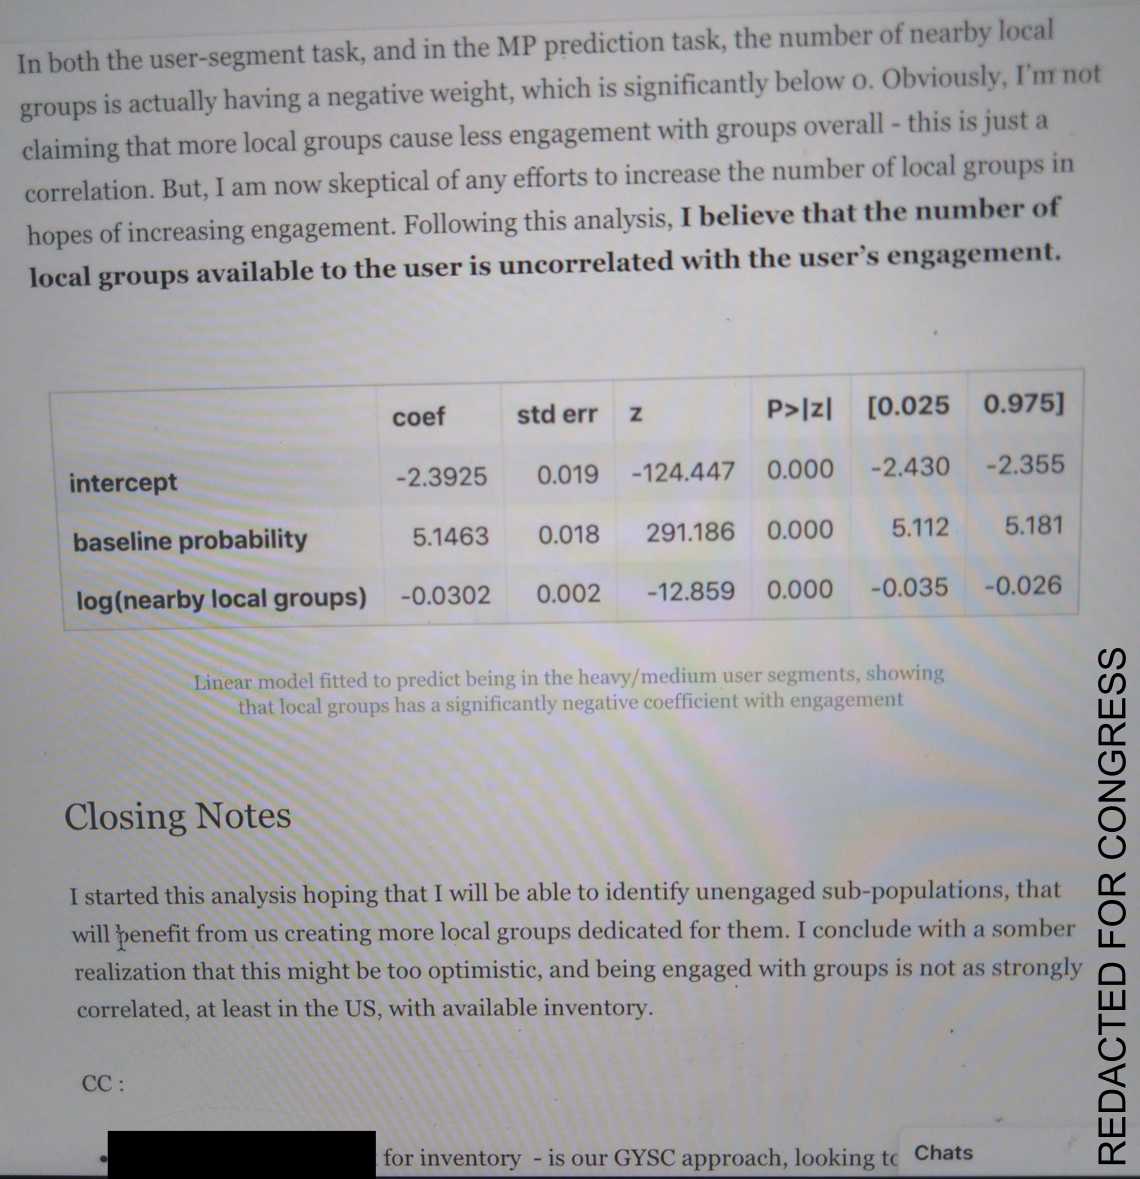 In both the user-segment task, and in the MP prediction task, the number of nearby local
groups is actually having a negative weight, which is significantly below 0. Obviously, I'm not
claiming that more local groups cause less engagement with groups overall - this is just a
correlation. But, I am now skeptical of any efforts to increase the number of local groups in
hopes of increasing engagement. Following this analysis, I believe that the number of
local groups available to the user is uncorrelated with the user's engagement.
coef std err z P>|z| [0.025 0.975]
intercept -2.3925 0.019 -124.447 0.000 -2.430 -2.355
baseline probability 5.1463 0.018 291.186 0.000 5.112 5.181
log(nearby local groups) -0.0302 0.002 -12.859 0.000 -0.035 -0.026
Linear model fitted to predict being in the heavy/medium user segments, showing
that local groups has a significantly negative coefficient with engagement
Closing Notes
I started this analysis hoping that I will be able to identify unengaged sub-populations, that
will benefit from us creating more local groups dedicated for them. I conclude with a somber
realization that this might be too optimistic, and being engaged with groups is not as strongly
correlated, at least in the US, with available inventory.
CC :
• for inventory - is our GYSC approach, looking to
Chats
REDACTED FOR CONGRESS